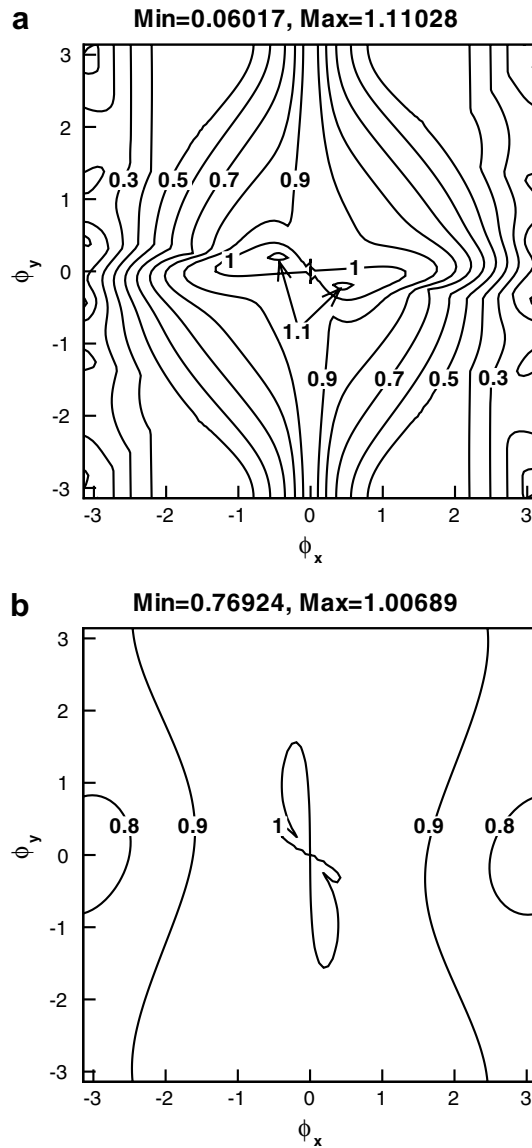 a
Min=0.06017, Max=1.11028
3
2
1
0
-1
-2
-3
ϕy
0.3 0.5 0.7 0.9
1 1
1.1
0.9 0.7 0.5 0.3
-3 -2 -1 0 1 2 3
ϕx
b
Min=0.76924, Max=1.00689
3
2
1
0
-1
-2
-3
ϕy
0.8 0.9 1 0.9 0.8
-3 -2 -1 0 1 2 3
ϕx